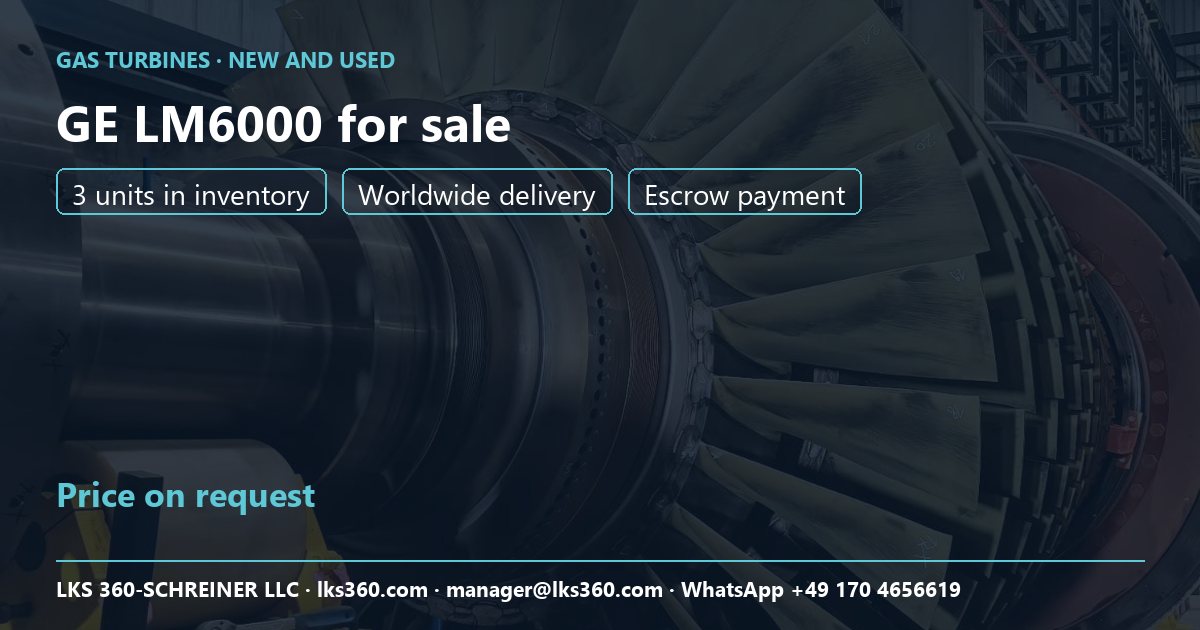 GAS TURBINES · NEW AND USED
GE LM6000 for sale
3 units in inventory
Worldwide delivery
Escrow payment
Price on request
LKS 360-SCHREINER LLC · lks360.com · manager@lks360.com · WhatsApp +49 170 4656619